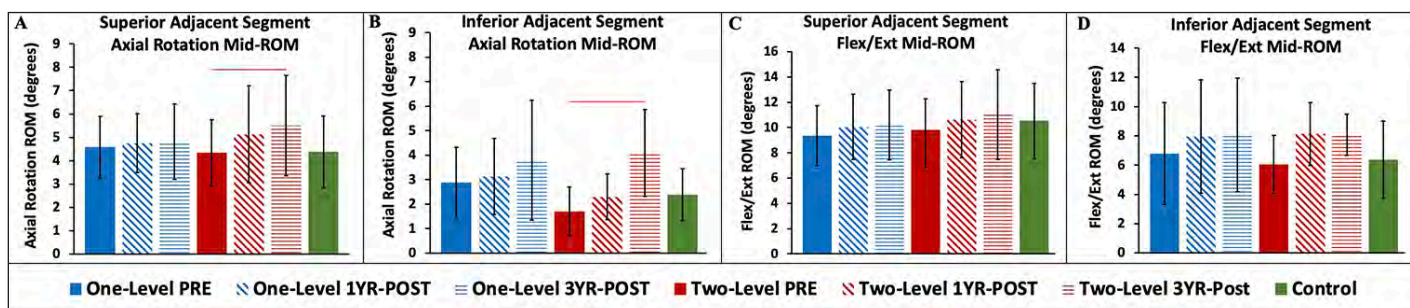 A
Superior Adjacent Segment
Axial Rotation Mid-ROM
Axial Rotation ROM (degrees)
9
8
7
6
5
4
3
2
1
0
B
Inferior Adjacent Segment
Axial Rotation Mid-ROM
Axial Rotation ROM (degrees)
9
8
7
6
5
4
3
2
1
0
C
Superior Adjacent Segment
Flex/Ext Mid-ROM
Flex/Ext ROM (degrees)
16
14
12
10
8
6
4
2
0
D
Inferior Adjacent Segment
Flex/Ext Mid-ROM
Flex/Ext ROM (degrees)
14
12
10
8
6
4
2
0
One-Level PRE One-Level 1YR-POST One-Level 3YR-POST Two-Level PRE Two-Level 1YR-POST Two-Level 3YR-Post Control